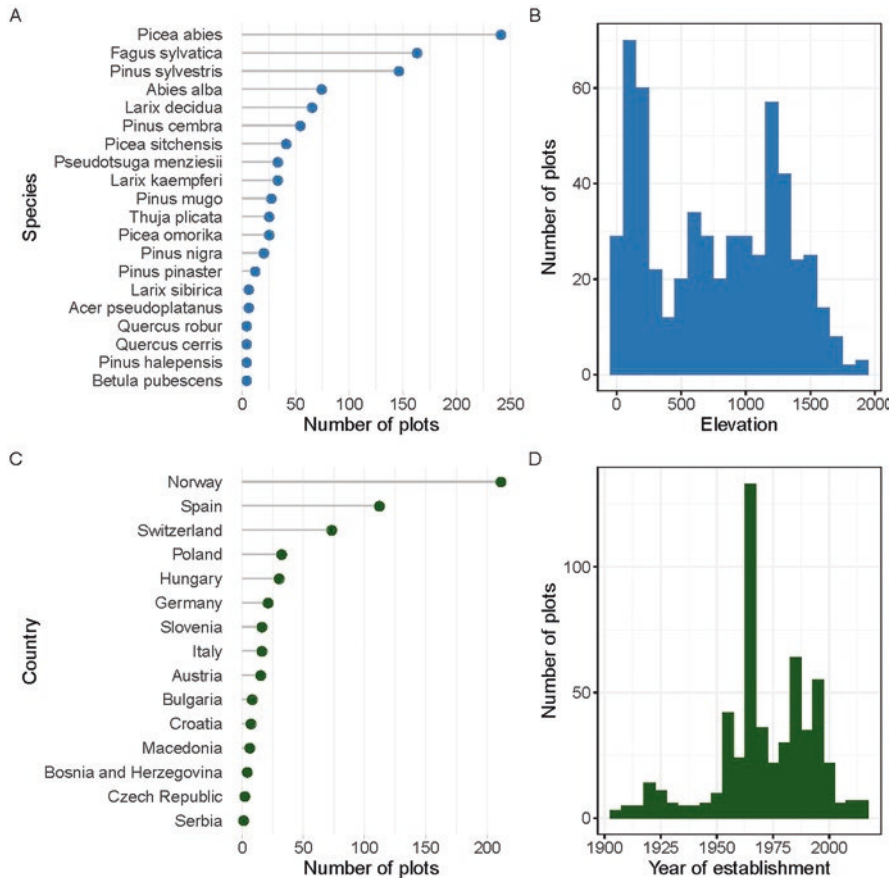 A
Picea abies
Fagus sylvatica
Pinus sylvestris
Abies alba
Larix decidua
Pinus cembra
Picea sitchensis
Pseudotsuga menziesii
Larix kaempferi
Pinus mugo
Thuja plicata
Picea omorika
Pinus nigra
Pinus pinaster
Larix sibirica
Acer pseudoplatanus
Quercus robur
Quercus cerris
Pinus halepensis
Betula pubescens
Species
0 50 100 150 200 250
Number of plots
B
Number of plots
60
40
20
0
0 500 1000 1500 2000
Elevation
C
Norway
Spain
Switzerland
Poland
Hungary
Germany
Slovenia
Italy
Austria
Bulgaria
Croatia
Macedonia
Bosnia and Herzegovina
Czech Republic
Serbia
Country
0 50 100 150 200
Number of plots
D
Number of plots
100
50
0
1900 1925 1950 1975 2000
Year of establishment